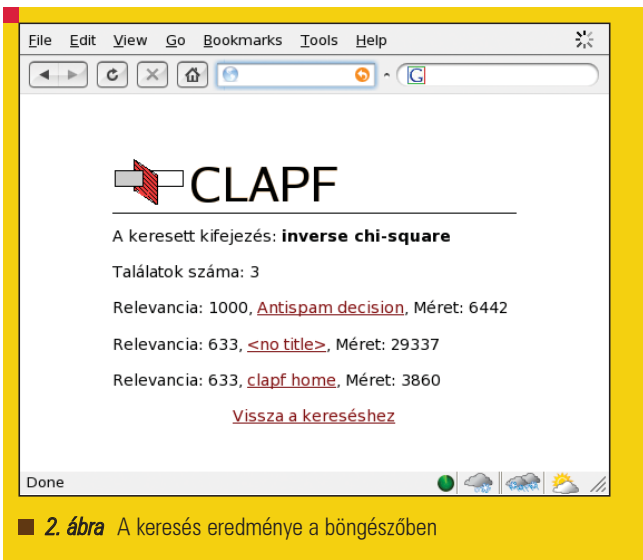 File Edit View Go Bookmarks Tools Help
G
CLAPF
A keresett kifejezés: inverse chi-square
Találatok száma: 3
Relevancia: 1000, Antispam decision, Méret: 6442
Relevancia: 633, <no title>, Méret: 29337
Relevancia: 633, clapf home, Méret: 3860
Vissza a kereséshez
Done
2. ábra A keresés eredménye a böngészőben